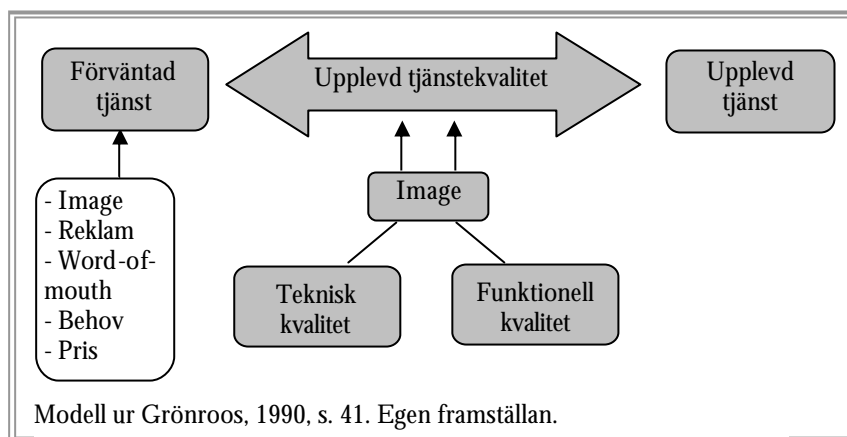 Förväntad
tjänst
Upplevd tjänstekvalitet
Upplevd
tjänst
- Image
- Reklam
- Word-of-
mouth
- Behov
- Pris
Image
Teknisk
kvalitet
Funktionell
kvalitet
Modell ur Grönroos, 1990, s. 41. Egen framställan.